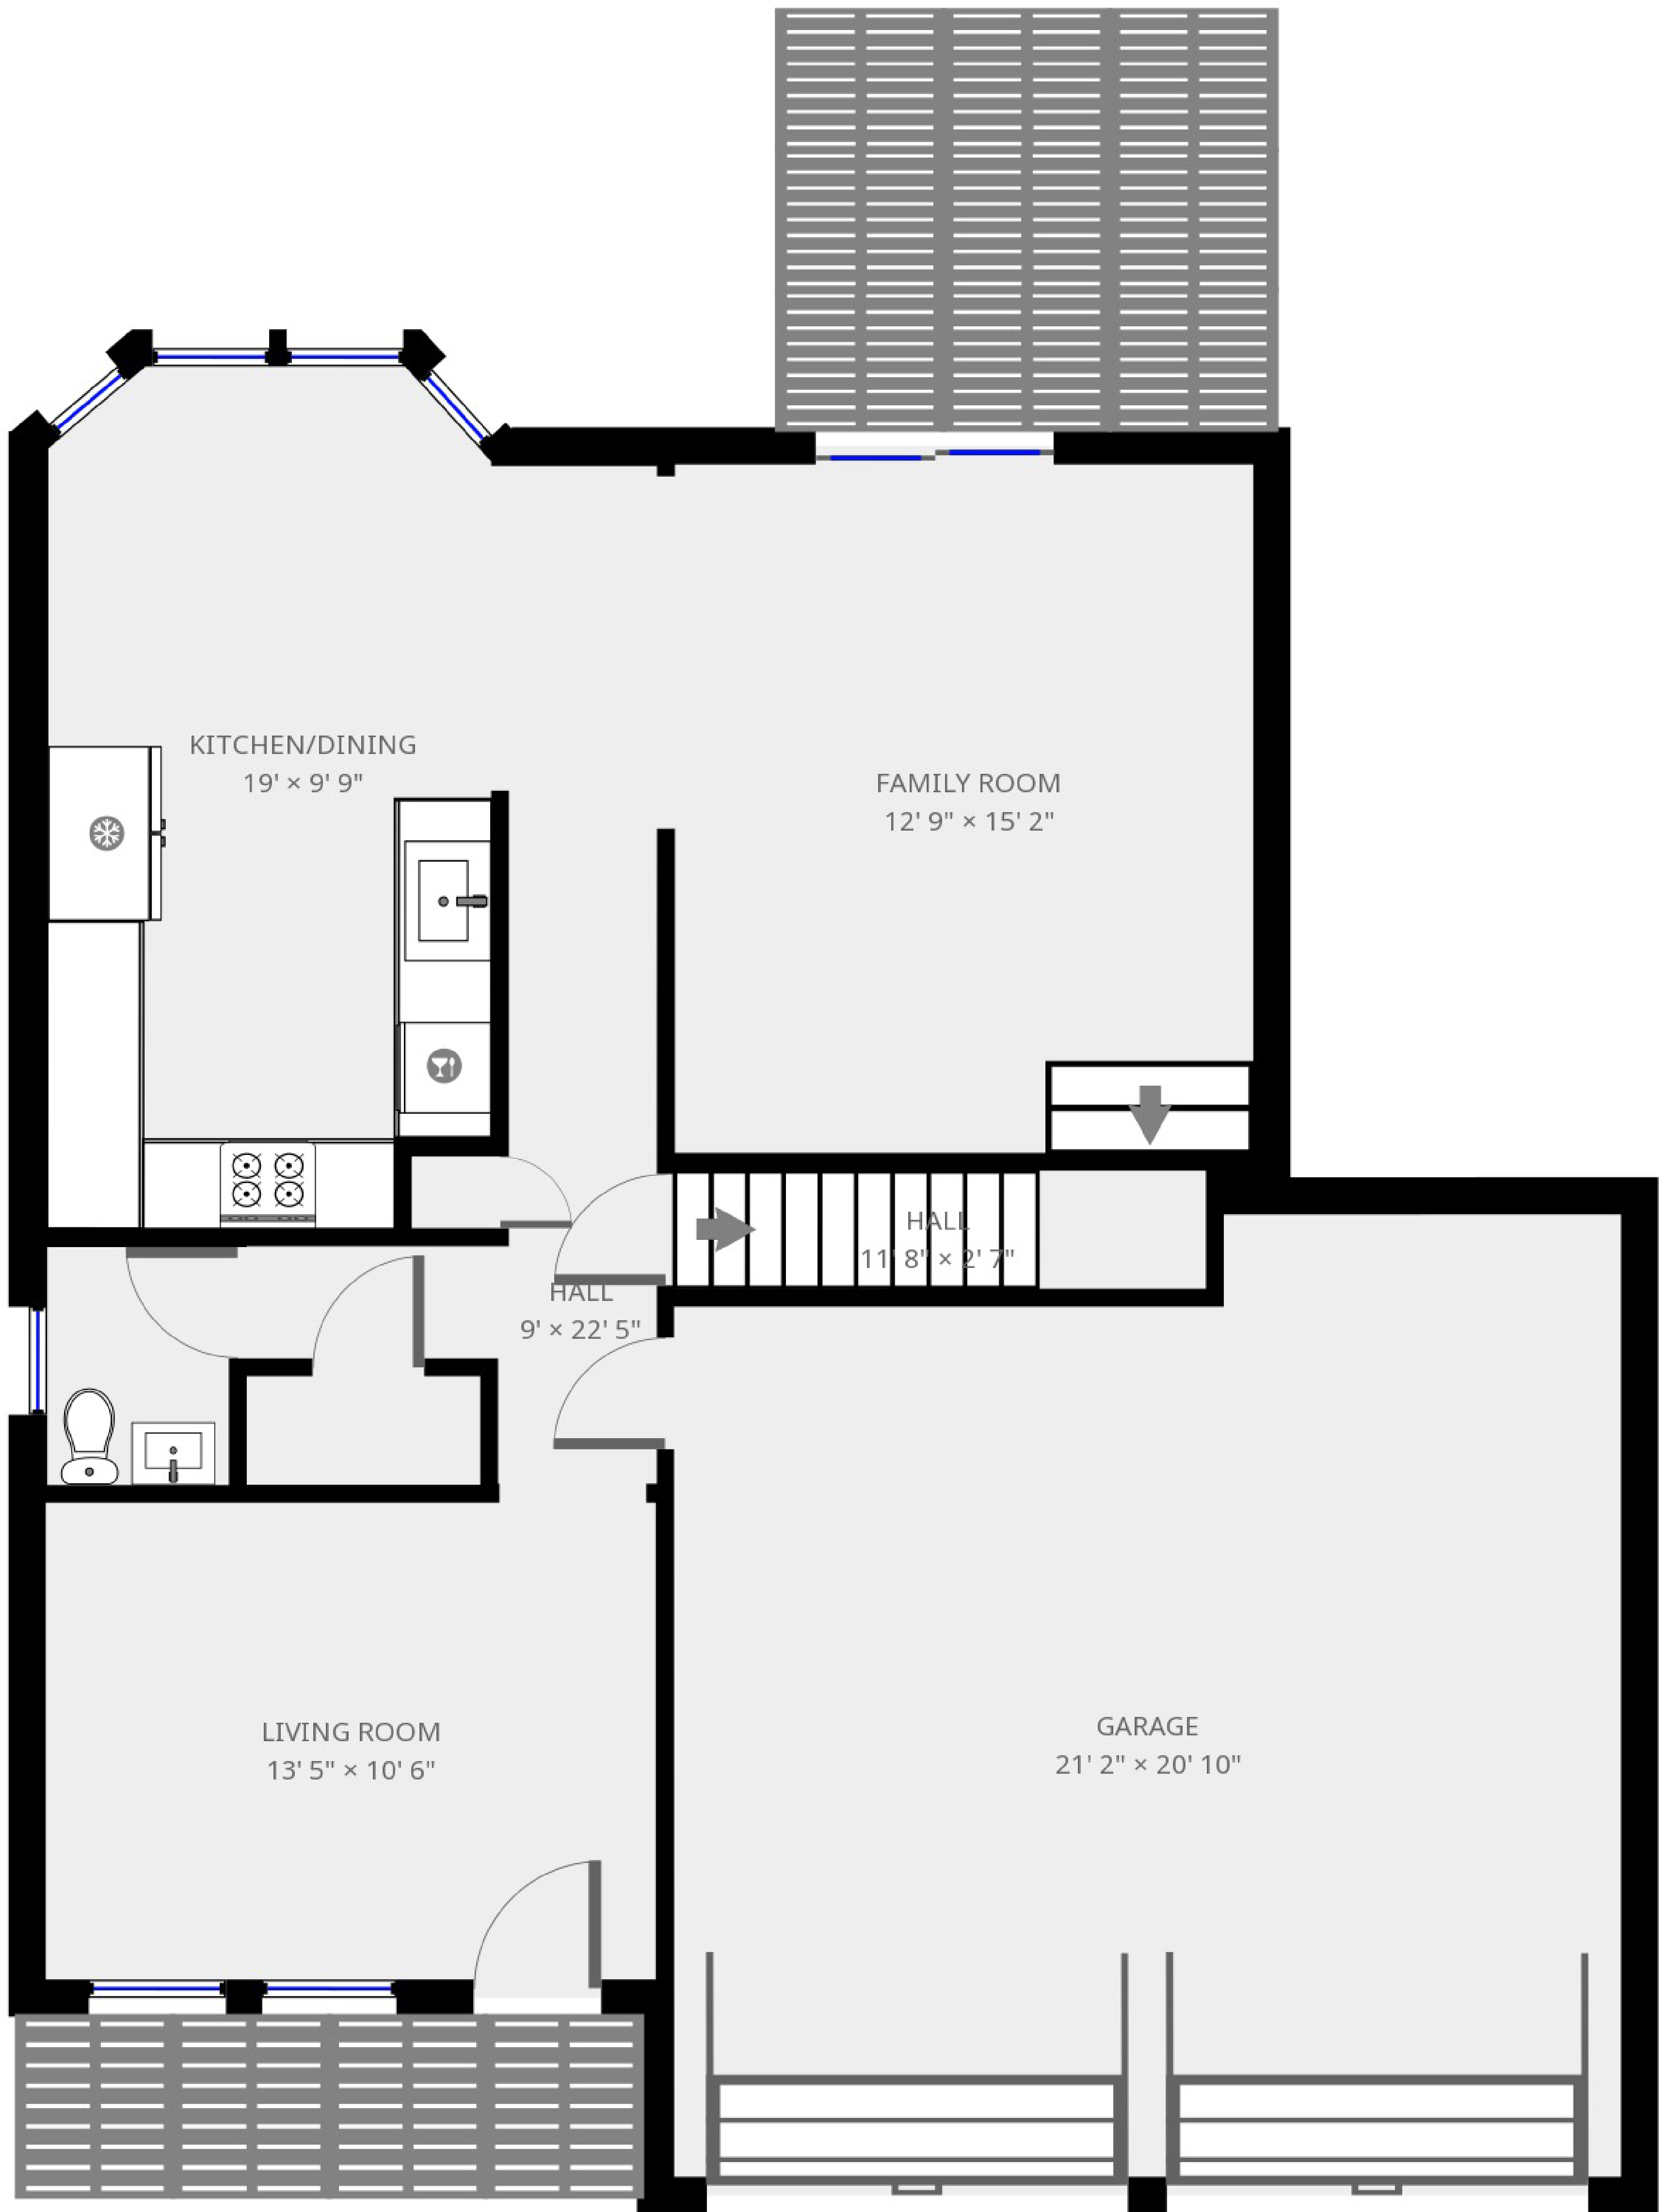 KITCHEN/DINING
19' × 9' 9"
FAMILY ROOM
12' 9" × 15' 2"
HALL
11' 8" × 2' 7"
HALL
9' × 22' 5"
LIVING ROOM
13' 5" × 10' 6"
GARAGE
21' 2" × 20' 10"